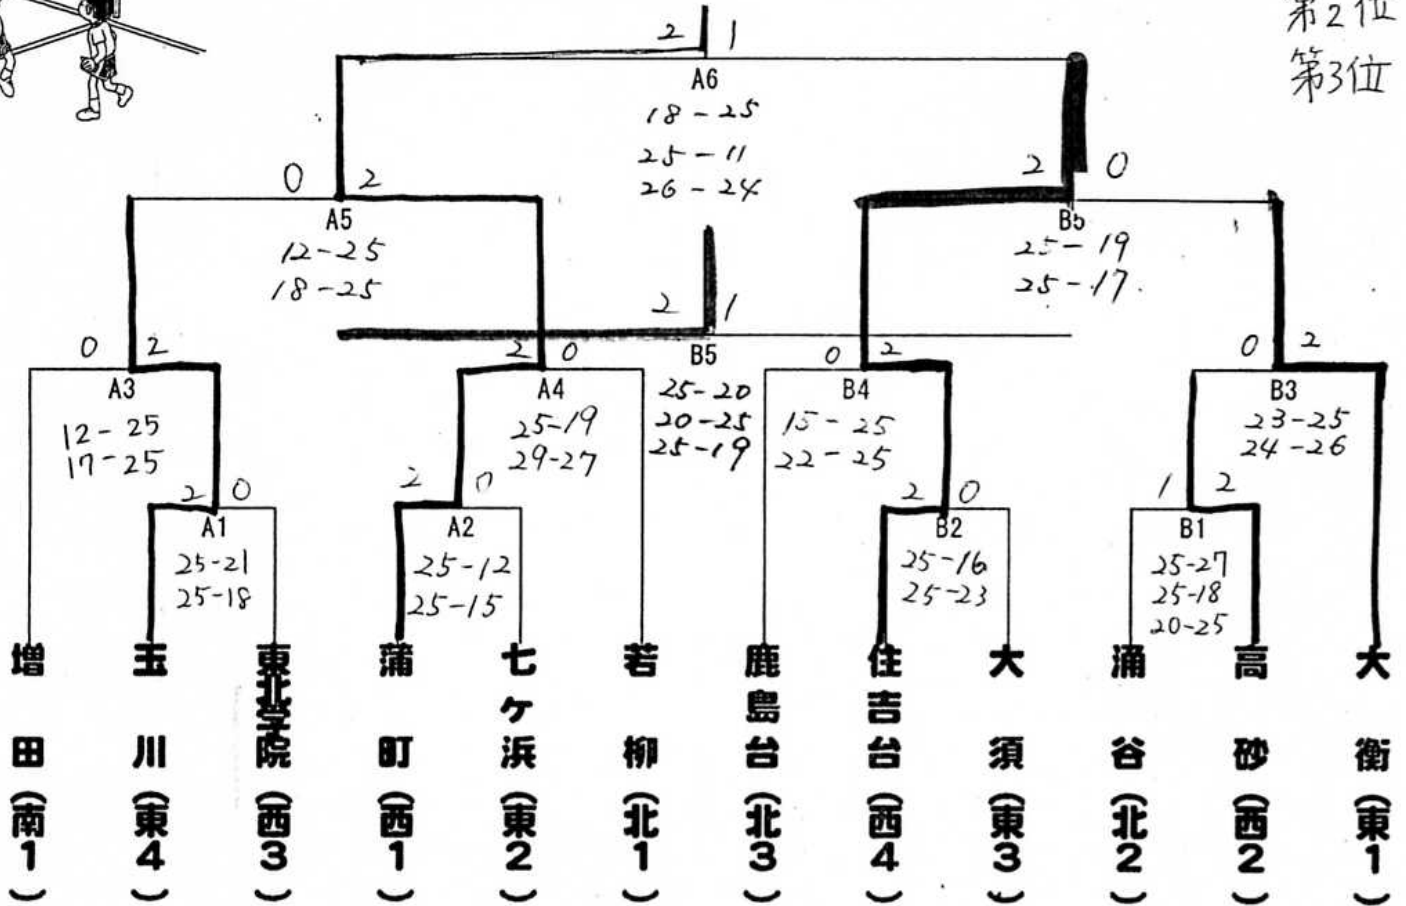 第2位
第3位
2 1
A6
18-25
25-11
26-24
0 2
A5
12-25
18-25
2 0
B5
25-19
25-17
2 1
B5
25-20
20-25
25-19
0 2
A3
12-25
17-25
2 0
A4
25-19
29-27
0 2
B4
15-25
22-25
0 2
B3
23-25
24-26
2 0
A1
25-21
25-18
2 0
A2
25-12
25-15
2 0
B2
25-16
25-23
1 2
B1
25-27
25-18
20-25
増田(南1)
玉川(東4)
東北学院(西3)
蒲町(西1)
七ケ浜(東2)
若柳(北1)
鹿島台(北3)
住吉台(西4)
大須(東3)
涌谷(北2)
高砂(西2)
大衡(東1)